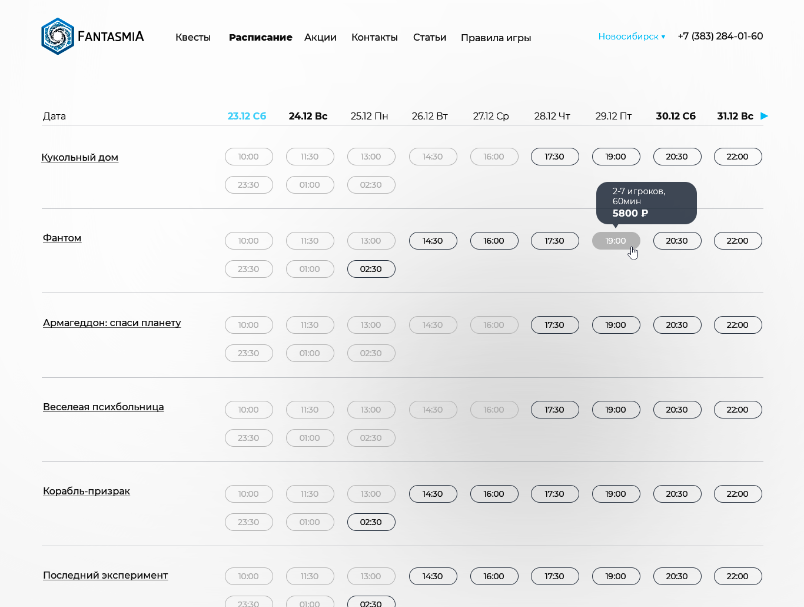 FANTASMIA Квесты Расписание Акции Контакты Статьи Правила игры Новосибирск +7 (383) 284-01-60
Дата 23.12 Сб 24.12 Вс 25.12 Пн 26.12 Вт 27.12 Ср 28.12 Чт 29.12 Пт 30.12 Сб 31.12 Вс
Кукольный дом 10:00 11:30 13:00 14:30 16:00 17:30 19:00 20:30 22:00
23:30 01:00 02:30
2-7 игроков,
60мин
5800 Р
Фантом 10:00 11:30 13:00 14:30 16:00 17:30 19:00 20:30 22:00
23:30 01:00 02:30
Армагеддон: спаси планету 10:00 11:30 13:00 14:30 16:00 17:30 19:00 20:30 22:00
23:30 01:00 02:30
Веселеая психбольница 10:00 11:30 13:00 14:30 16:00 17:30 19:00 20:30 22:00
23:30 01:00 02:30
Корабль-призрак 10:00 11:30 13:00 14:30 16:00 17:30 19:00 20:30 22:00
23:30 01:00 02:30
Последний эксперимент 10:00 11:30 13:00 14:30 16:00 17:30 19:00 20:30 22:00
23:30 01:00 02:30